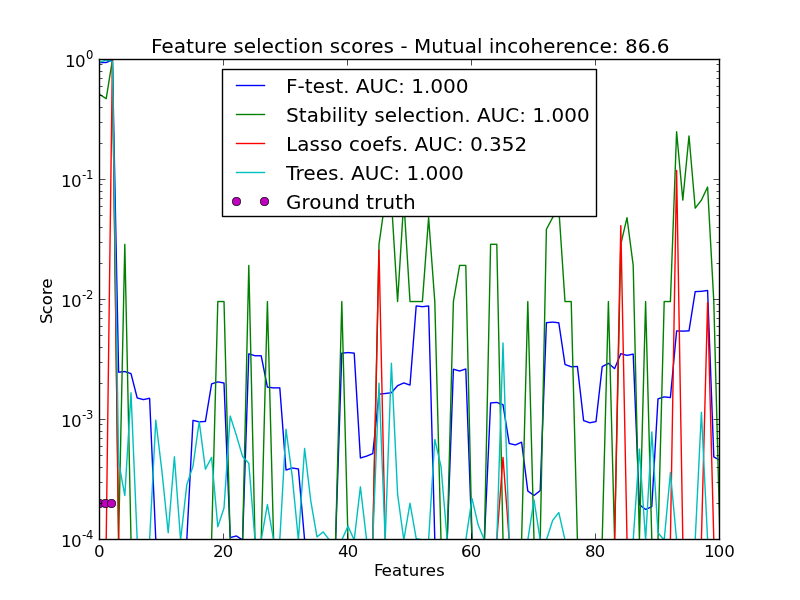 Feature selection scores - Mutual incoherence: 86.6
10^0
10^-1
10^-2
10^-3
10^-4
Score
F-test. AUC: 1.000
Stability selection. AUC: 1.000
Lasso coefs. AUC: 0.352
Trees. AUC: 1.000
Ground truth
0 20 40 60 80 100
Features